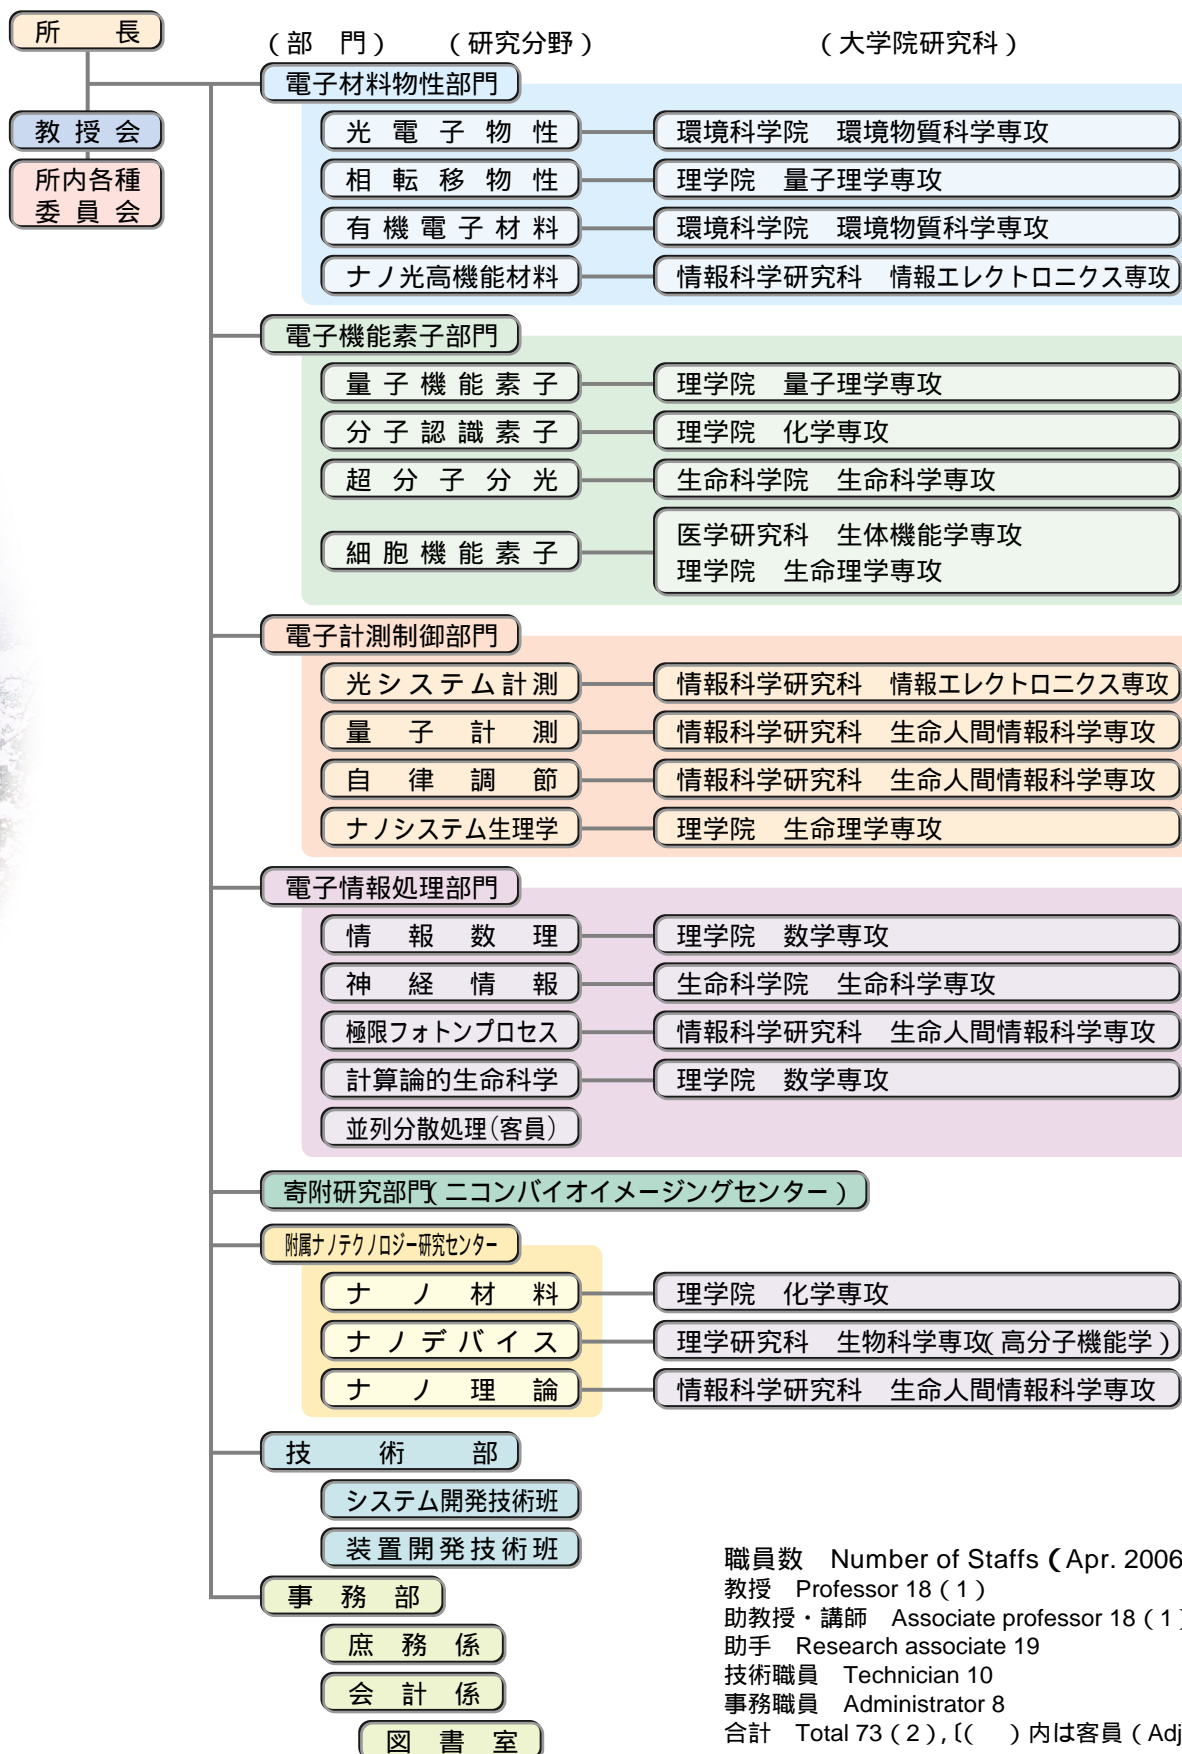 所長
（部　門）　（研究分野）　（大学院研究科）
電子材料物性部門
教授会
光電子物性　環境科学院　環境物質科学専攻
所内各種
委員会
相転移物性　理学院　量子理学専攻
有機電子材料　環境科学院　環境物質科学専攻
ナノ光高機能材料　情報科学研究科　情報エレクトロニクス専攻
電子機能素子部門
量子機能素子　理学院　量子理学専攻
分子認識素子　理学院　化学専攻
超分子分光　生命科学院　生命科学専攻
細胞機能素子　医学研究科　生体機能学専攻
理学院　生命理学専攻
電子計測制御部門
光システム計測　情報科学研究科　情報エレクトロニクス専攻
量子計測　情報科学研究科　生命人間情報科学専攻
自律調節　情報科学研究科　生命人間情報科学専攻
ナノシステム生理学　理学院　生命理学専攻
電子情報処理部門
情報数理　理学院　数学専攻
神経情報　生命科学院　生命科学専攻
極限フォトンプロセス　情報科学研究科　生命人間情報科学専攻
計算論的生命科学　理学院　数学専攻
並列分散処理（客員）
寄附研究部門（ニコンバイオイメージングセンター）
附属ナノテクノロジー研究センター
ナノ材料　理学院　化学専攻
ナノデバイス　理学研究科　生物科学専攻（高分子機能学）
ナノ理論　情報科学研究科　生命人間情報科学専攻
技術部
システム開発技術班
装置開発技術班
事務部
庶務係
会計係
図書室
職員数　Number of Staffs（Apr. 2006
教授　Professor 18（1）
助教授・講師　Associate professor 18（1）
助手　Research associate 19
技術職員　Technician 10
事務職員　Administrator 8
合計　Total 73（2）,〔(　）内は客員（Adj